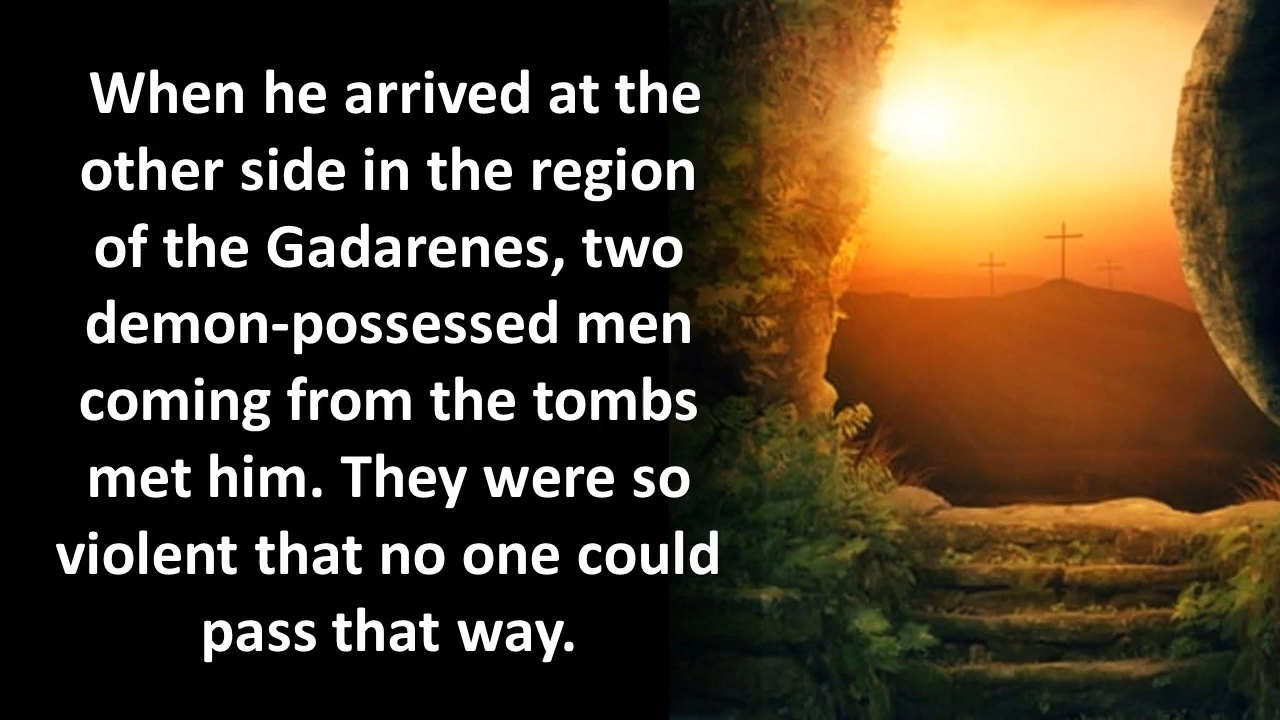 When he arrived at the
other side in the region
of the Gadarenes, two
demon-possessed men
coming from the tombs
met him. They were so
violent that no one could
pass that way.